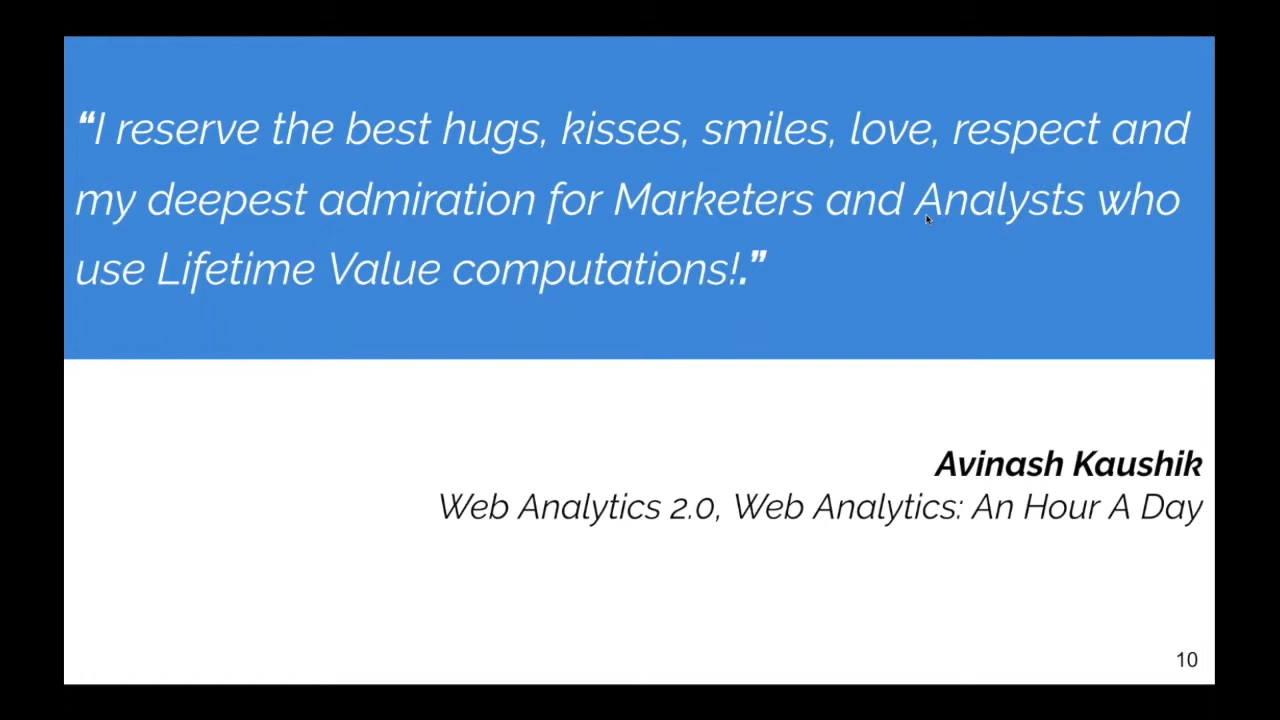 “I reserve the best hugs, kisses, smiles, love, respect and
my deepest admiration for Marketers and Analysts who
use Lifetime Value computations!.”
Avinash Kaushik
Web Analytics 2.0, Web Analytics: An Hour A Day
10